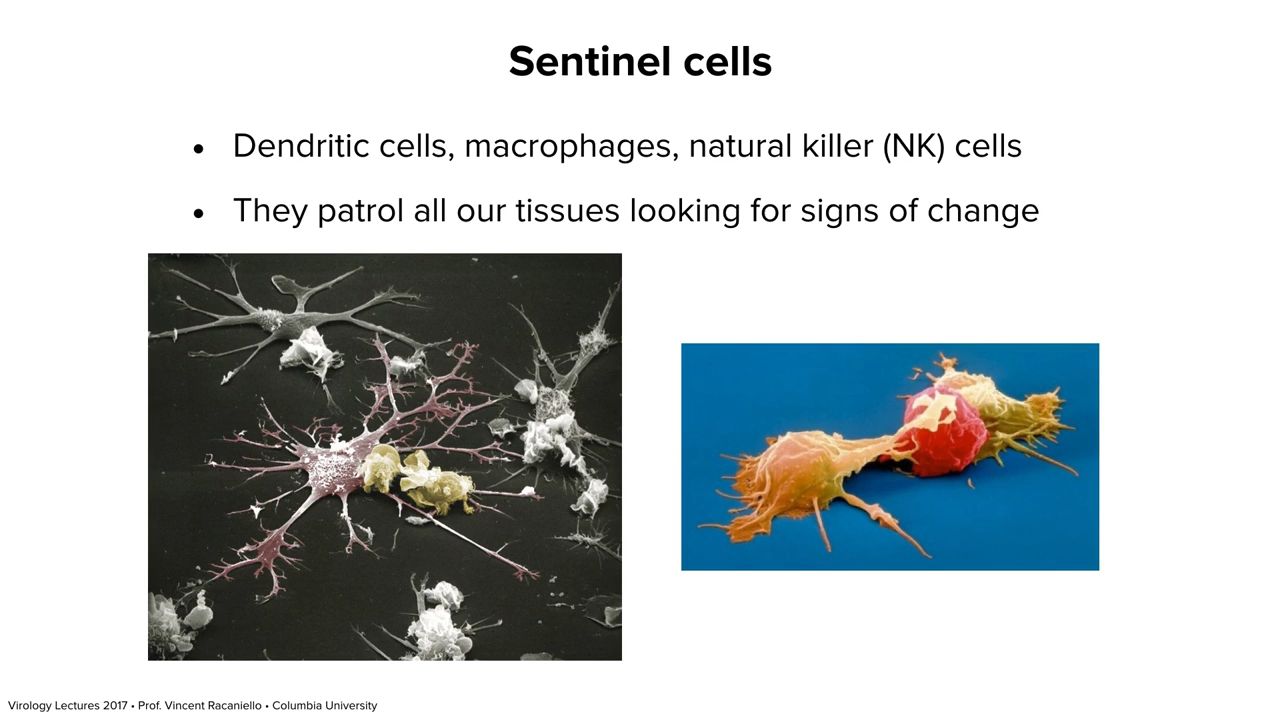 Sentinel cells
• Dendritic cells, macrophages, natural killer (NK) cells
• They patrol all our tissues looking for signs of change
Virology Lectures 2017 • Prof. Vincent Racaniello • Columbia University